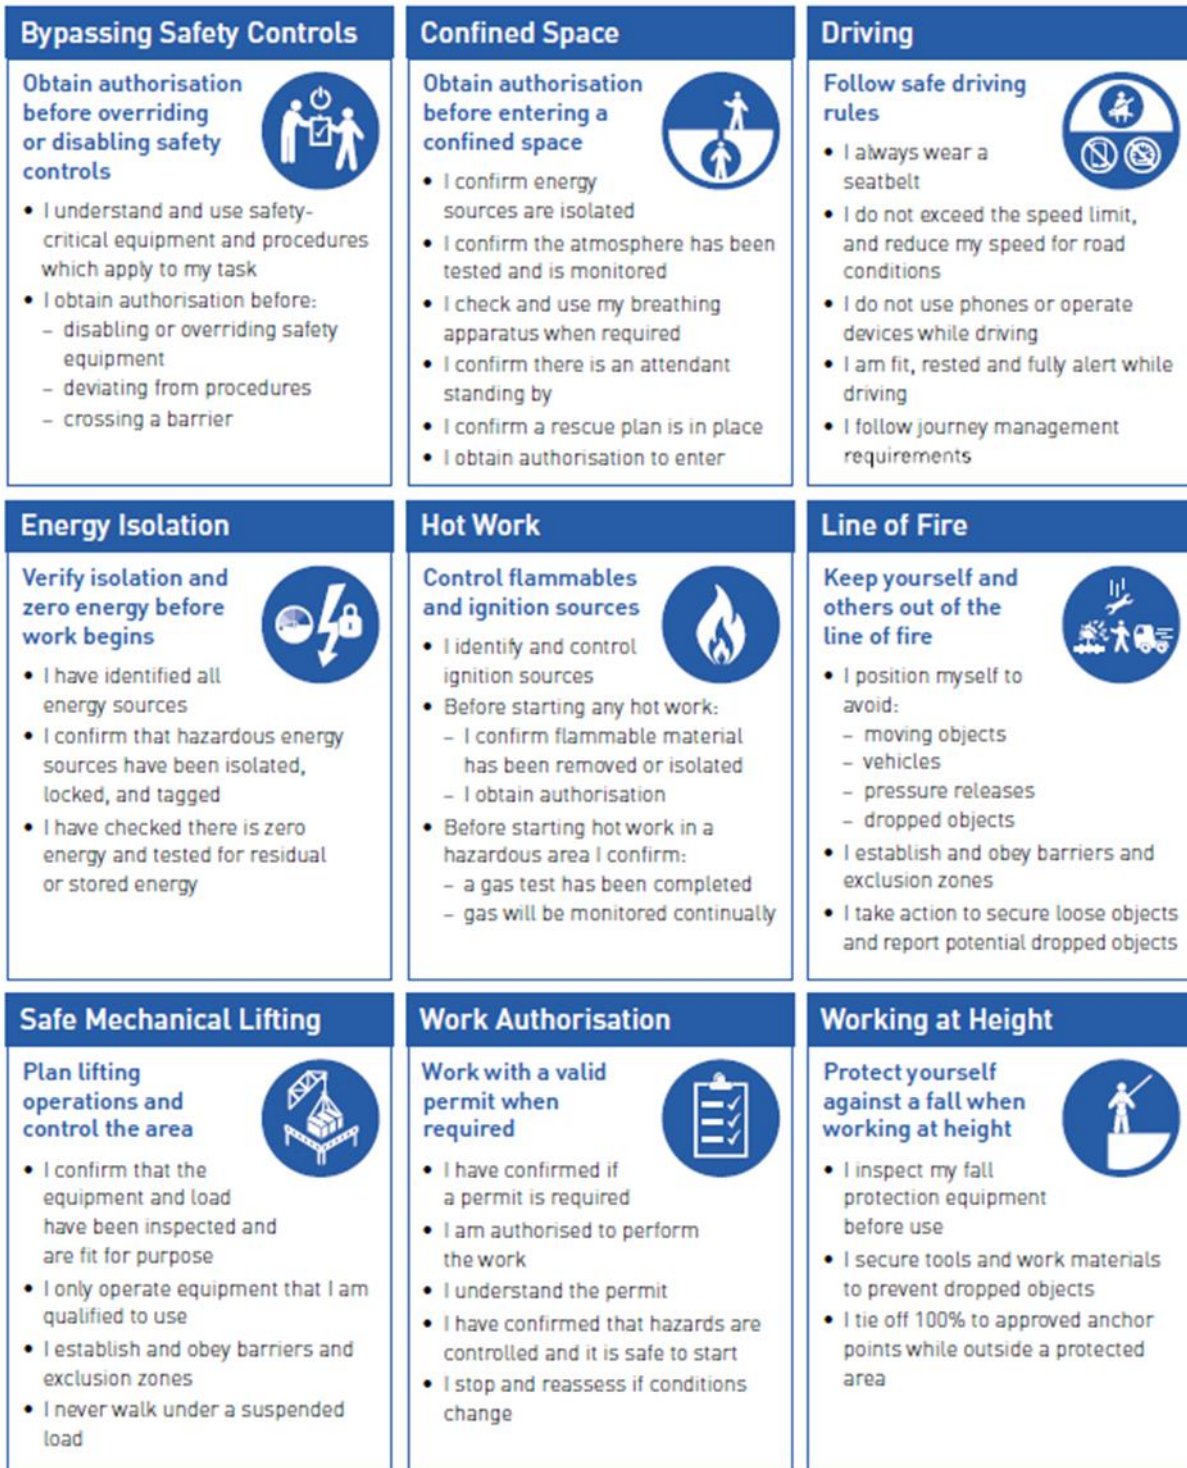 Bypassing Safety Controls
Obtain authorisation
before overriding
or disabling safety
controls
• I understand and use safety-
critical equipment and procedures
which apply to my task
• I obtain authorisation before:
– disabling or overriding safety
equipment
– deviating from procedures
– crossing a barrier
Confined Space
Obtain authorisation
before entering a
confined space
• I confirm energy
sources are isolated
• I confirm the atmosphere has been
tested and is monitored
• I check and use my breathing
apparatus when required
• I confirm there is an attendant
standing by
• I confirm a rescue plan is in place
• I obtain authorisation to enter
Driving
Follow safe driving
rules
• I always wear a
seatbelt
• I do not exceed the speed limit,
and reduce my speed for road
conditions
• I do not use phones or operate
devices while driving
• I am fit, rested and fully alert while
driving
• I follow journey management
requirements
Energy Isolation
Verify isolation and
zero energy before
work begins
• I have identified all
energy sources
• I confirm that hazardous energy
sources have been isolated,
locked, and tagged
• I have checked there is zero
energy and tested for residual
or stored energy
Hot Work
Control flammables
and ignition sources
• I identify and control
ignition sources
• Before starting any hot work:
– I confirm flammable material
has been removed or isolated
– I obtain authorisation
• Before starting hot work in a
hazardous area I confirm:
– a gas test has been completed
– gas will be monitored continually
Line of Fire
Keep yourself and
others out of the
line of fire
• I position myself to
avoid:
– moving objects
– vehicles
– pressure releases
– dropped objects
• I establish and obey barriers and
exclusion zones
• I take action to secure loose objects
and report potential dropped objects
Safe Mechanical Lifting
Plan lifting
operations and
control the area
• I confirm that the
equipment and load
have been inspected and
are fit for purpose
• I only operate equipment that I am
qualified to use
• I establish and obey barriers and
exclusion zones
• I never walk under a suspended
load
Work Authorisation
Work with a valid
permit when
required
• I have confirmed if
a permit is required
• I am authorised to perform
the work
• I understand the permit
• I have confirmed that hazards are
controlled and it is safe to start
• I stop and reassess if conditions
change
Working at Height
Protect yourself
against a fall when
working at height
• I inspect my fall
protection equipment
before use
• I secure tools and work materials
to prevent dropped objects
• I tie off 100% to approved anchor
points while outside a protected
area